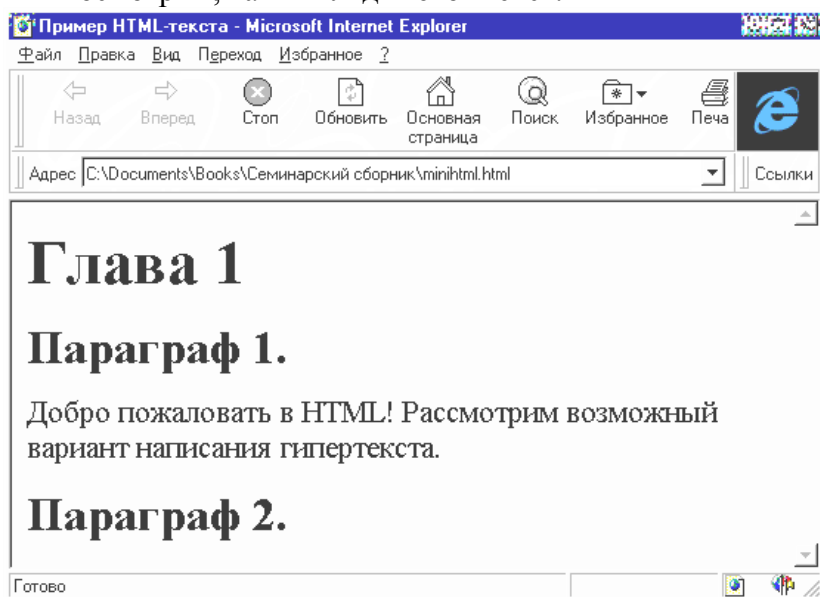 Пример HTML-текста - Microsoft Internet Explorer
Файл Правка Вид Переход Избранное ?
Назад Вперед Стоп Обновить Основная страница Поиск Избранное Печа
Адрес C:\Documents\Books\Семинарский сборник\minihtml.html Ссылки
Глава 1
Параграф 1.
Добро пожаловать в HTML! Рассмотрим возможный
вариант написания гипертекста.
Параграф 2.
Готово